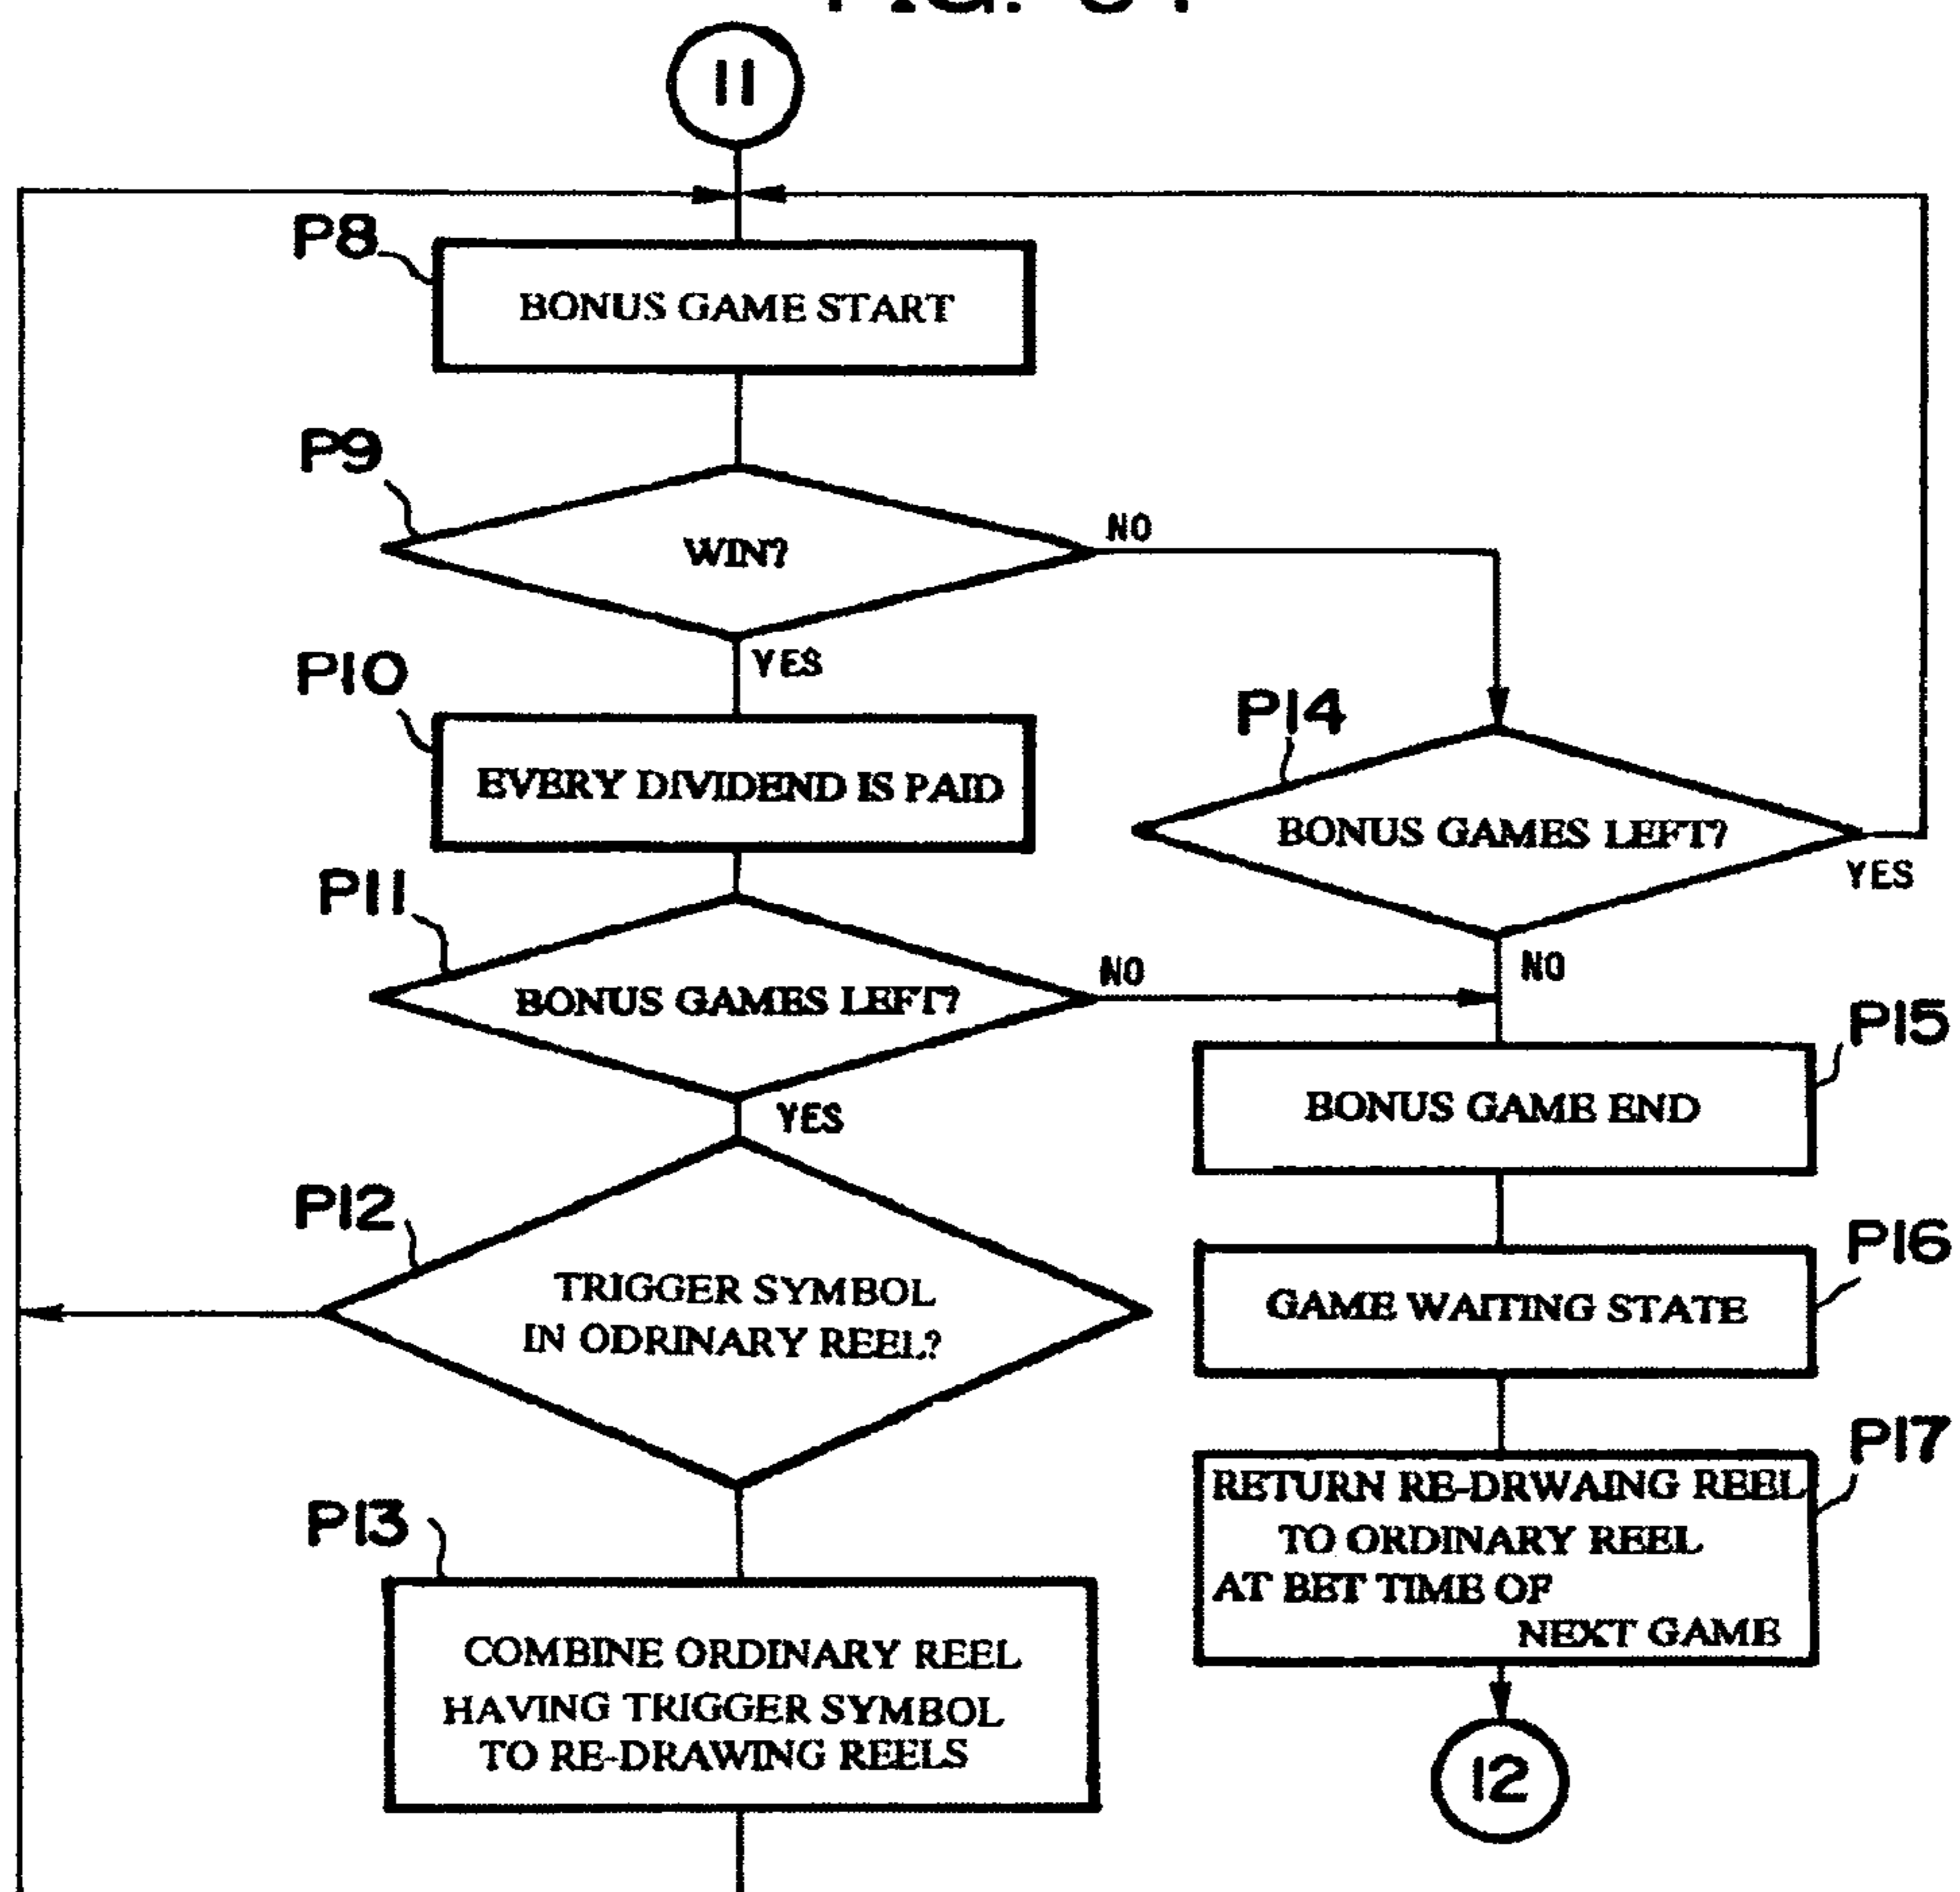 11
P8
BONUS GAME START
P9
WIN?
NO
YES
P10
EVERY DIVIDEND IS PAID
P14
BONUS GAMES LEFT?
YES
NO
P11
BONUS GAMES LEFT?
NO
YES
P15
BONUS GAME END
P12
TRIGGER SYMBOL
IN ODRINARY REEL?
P16
GAME WAITING STATE
P17
RETURN RE-DRWAING REEL
TO ORDINARY REEL
AT BET TIME OF
NEXT GAME
P13
COMBINE ORDINARY REEL
HAVING TRIGGER SYMBOL
TO RE-DRAWING REELS
12